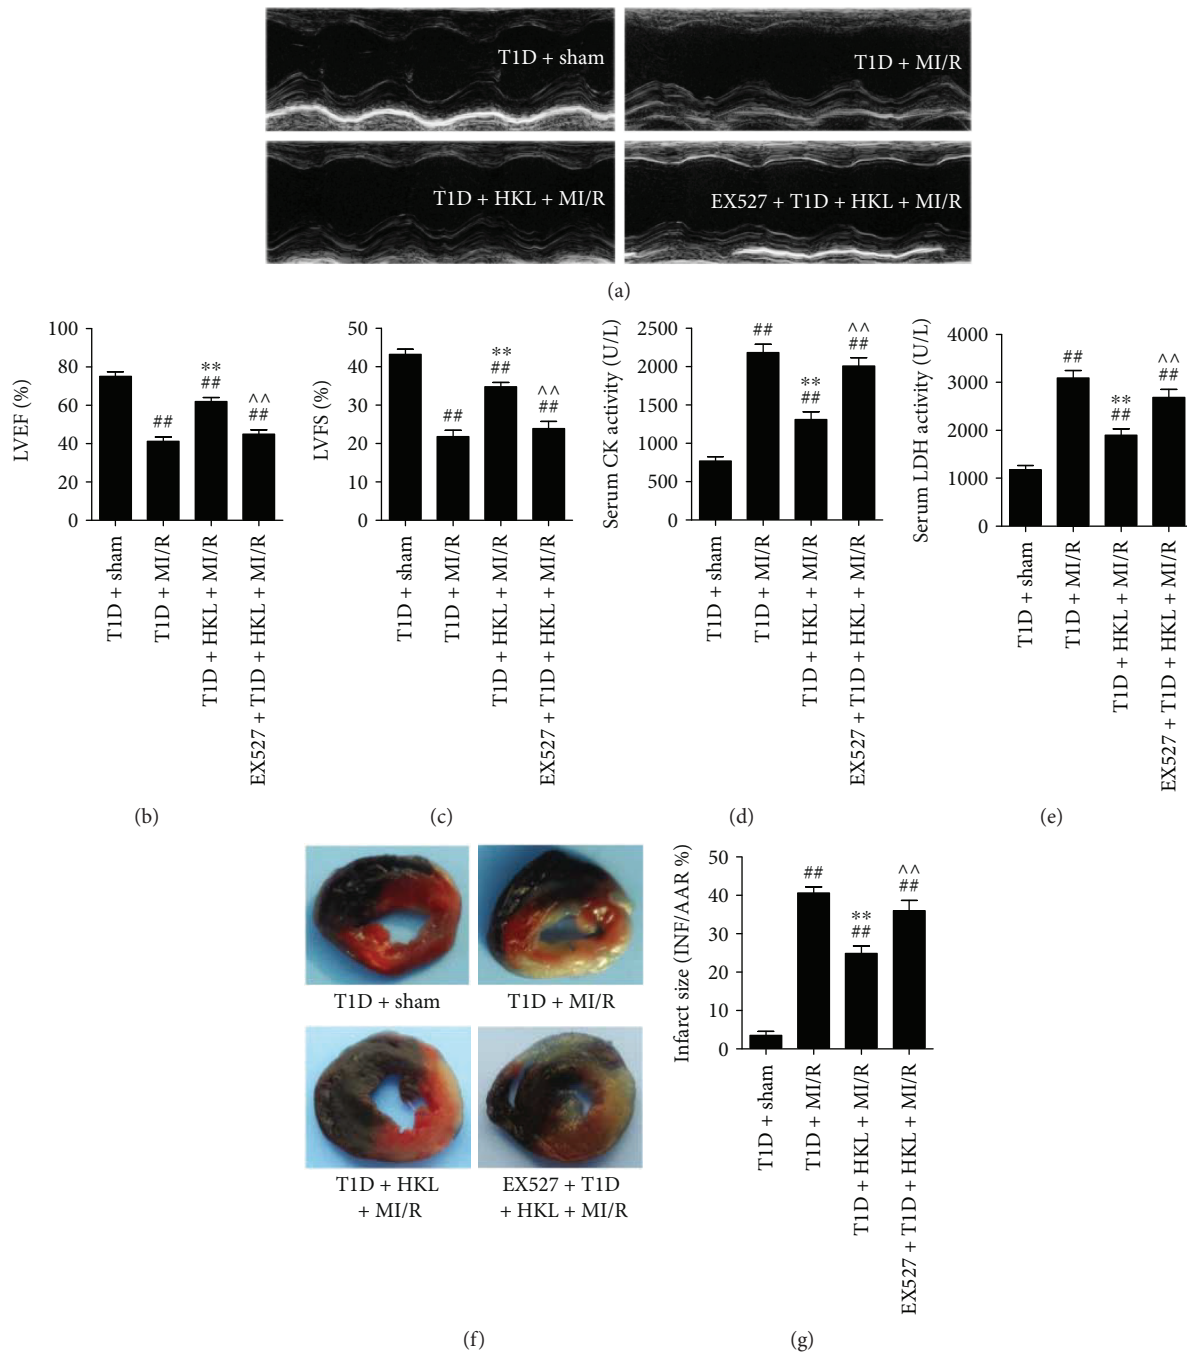 T1D + sham
T1D + MI/R
T1D + HKL + MI/R
EX527 + T1D + HKL + MI/R
(a)
LVEF (%)
100
80
60
40
20
0
##
**
##
^^
##
T1D + sham
T1D + MI/R
T1D + HKL + MI/R
EX527 + T1D + HKL + MI/R
(b)
LVFS (%)
50
40
30
20
10
0
##
**
##
^^
##
T1D + sham
T1D + MI/R
T1D + HKL + MI/R
EX527 + T1D + HKL + MI/R
(c)
Serum CK activity (U/L)
2500
2000
1500
1000
500
0
##
**
##
^^
##
T1D + sham
T1D + MI/R
T1D + HKL + MI/R
EX527 + T1D + HKL + MI/R
(d)
Serum LDH activity (U/L)
4000
3000
2000
1000
0
##
**
##
^^
##
T1D + sham
T1D + MI/R
T1D + HKL + MI/R
EX527 + T1D + HKL + MI/R
(e)
T1D + sham
T1D + MI/R
T1D + HKL
+ MI/R
EX527 + T1D
+ HKL + MI/R
(f)
Infarct size (INF/AAR %)
50
40
30
20
10
0
##
**
##
^^
##
T1D + sham
T1D + MI/R
T1D + HKL + MI/R
EX527 + T1D + HKL + MI/R
(g)